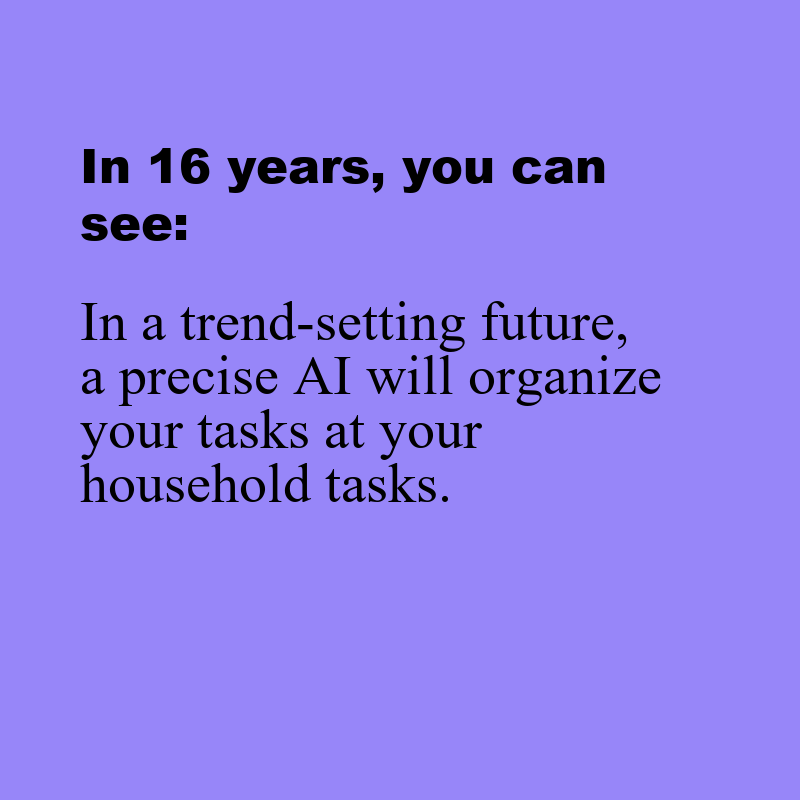 In 16 years, you can
see:
In a trend-setting future,
a precise AI will organize
your tasks at your
household tasks.